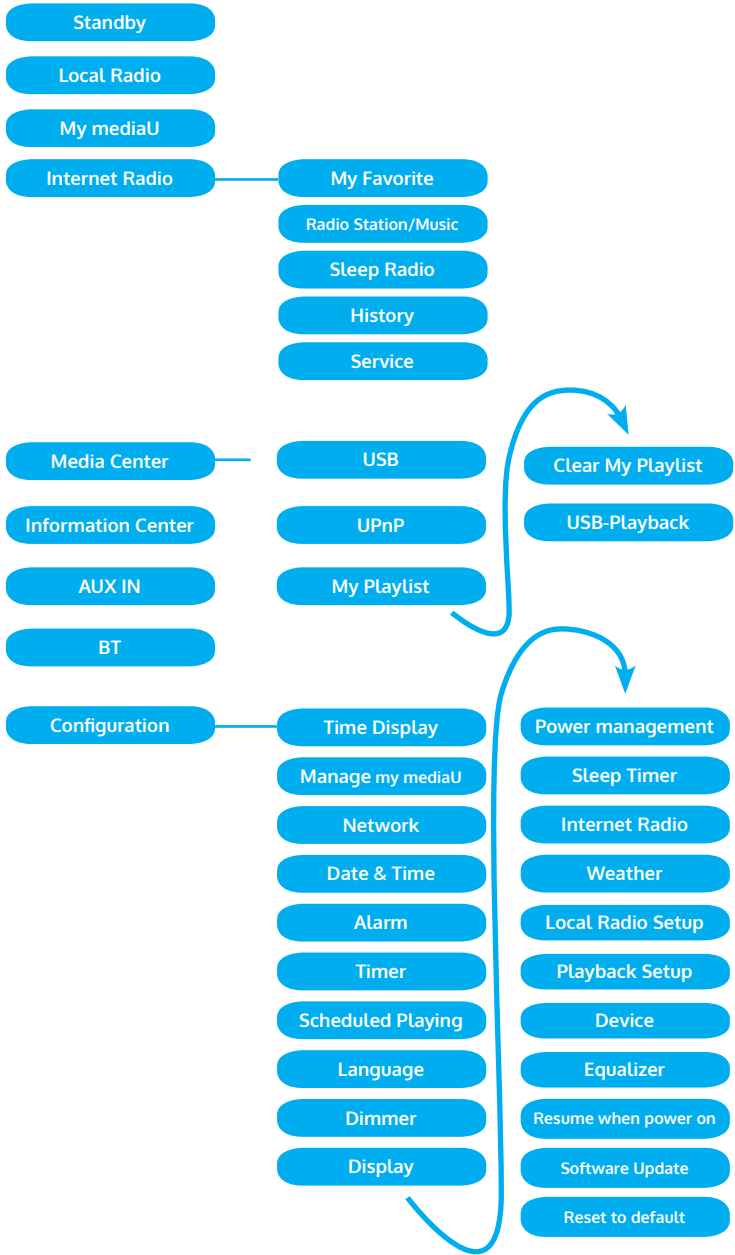 Standby
Local Radio
My mediaU
Internet Radio
My Favorite
Radio Station/Music
Sleep Radio
History
Service
Media Center
USB
UPnP
My Playlist
Clear My Playlist
USB-Playback
Information Center
AUX IN
BT
Configuration
Time Display
Manage my mediaU
Network
Date & Time
Alarm
Timer
Scheduled Playing
Language
Dimmer
Display
Power management
Sleep Timer
Internet Radio
Weather
Local Radio Setup
Playback Setup
Device
Equalizer
Resume when power on
Software Update
Reset to default